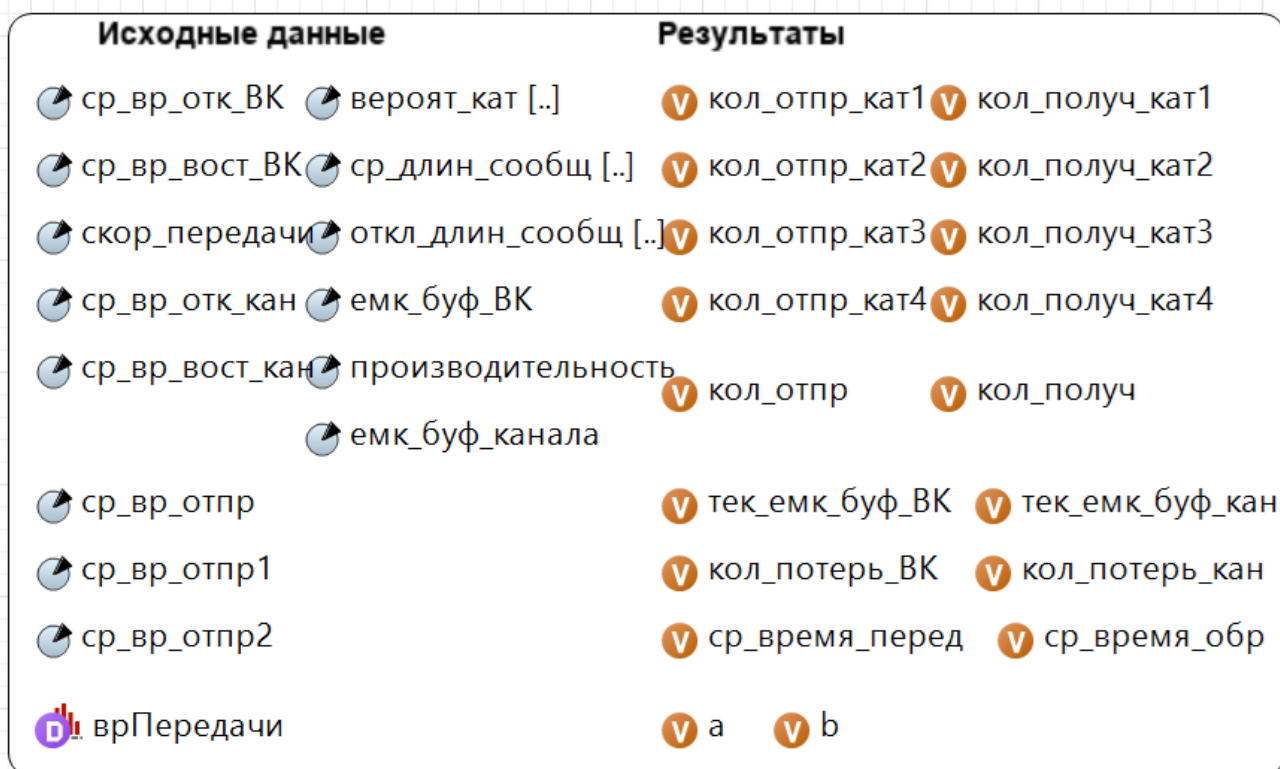 Исходные данные Результаты
ср_вр_отк_ВК вероят_кат [..] V кол_отпр_кат1 V кол_получ_кат1
ср_вр_вост_ВК ср_длин_сообщ [..] V кол_отпр_кат2 V кол_получ_кат2
скор_передачи откл_длин_сообщ [..] V кол_отпр_кат3 V кол_получ_кат3
ср_вр_отк_кан емк_буф_ВК V кол_отпр_кат4 V кол_получ_кат4
ср_вр_вост_кан производительность V кол_отпр V кол_получ
емк_буф_канала
ср_вр_отпр V тек_емк_буф_ВК V тек_емк_буф_кан
ср_вр_отпр1 V кол_потерь_ВК V кол_потерь_кан
ср_вр_отпр2 V ср_время_перед V ср_время_обр
D врПередачи V a V b